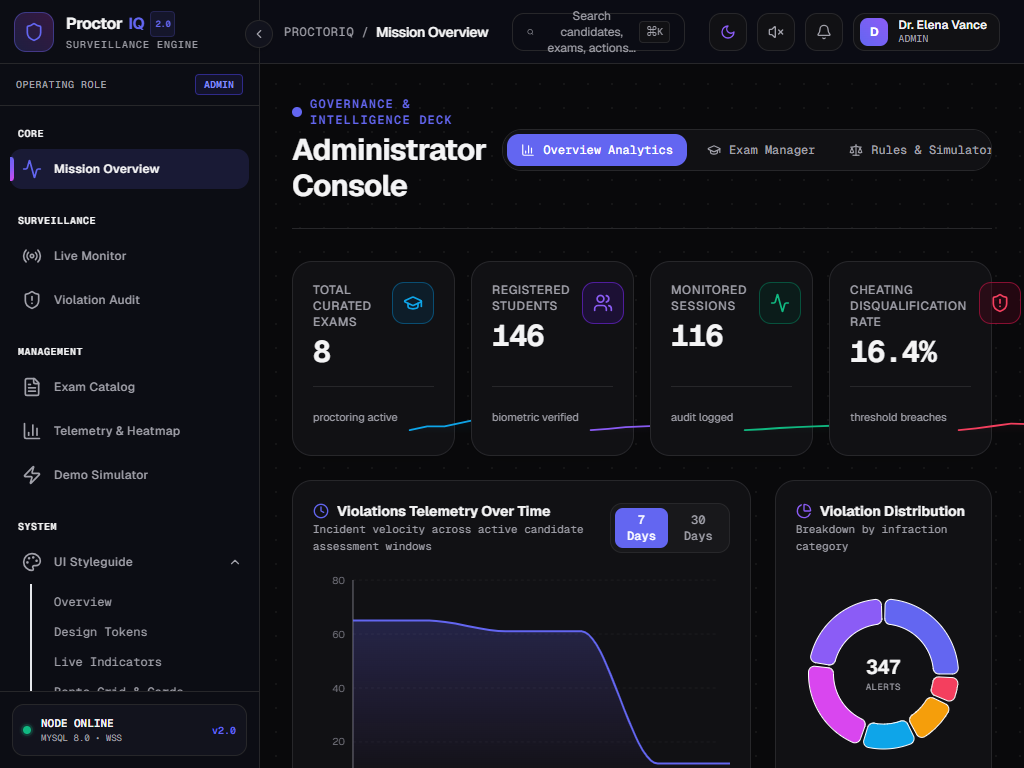 Proctor IQ 2.0
SURVEILLANCE ENGINE
PROCTORIQ / Mission Overview
Search
candidates,
exams, actions…
⌘K
D
Dr. Elena Vance
ADMIN
OPERATING ROLE
ADMIN
CORE
Mission Overview
SURVEILLANCE
Live Monitor
Violation Audit
MANAGEMENT
Exam Catalog
Telemetry & Heatmap
Demo Simulator
SYSTEM
UI Styleguide
Overview
Design Tokens
Live Indicators
NODE ONLINE
MYSQL 8.0 • WSS
v2.0
GOVERNANCE &
INTELLIGENCE DECK
Administrator
Console
Overview Analytics
Exam Manager
Rules & Simulator
TOTAL
CURATED
EXAMS
8
proctoring active
REGISTERED
STUDENTS
146
biometric verified
MONITORED
SESSIONS
116
audit logged
CHEATING
DISQUALIFICATION
RATE
16.4%
threshold breaches
Violations Telemetry Over Time
Incident velocity across active candidate
assessment windows
7
Days
30
Days
80
60
40
20
Violation Distribution
Breakdown by infraction
category
347
ALERTS